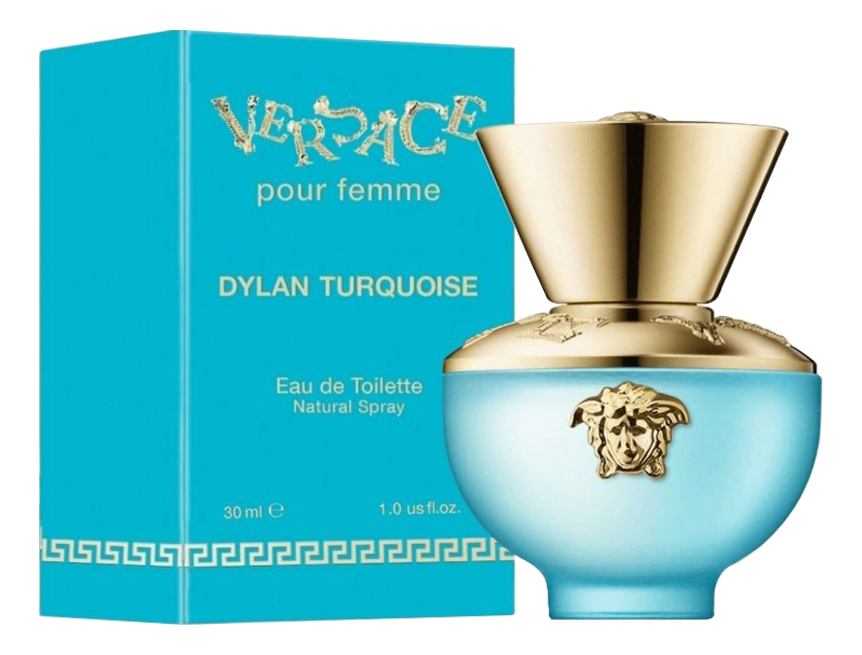 VERSACE
pour femme
DYLAN TURQUOISE
Eau de Toilette
Natural Spray
30 ml ℮ 1.0 us fl.oz.